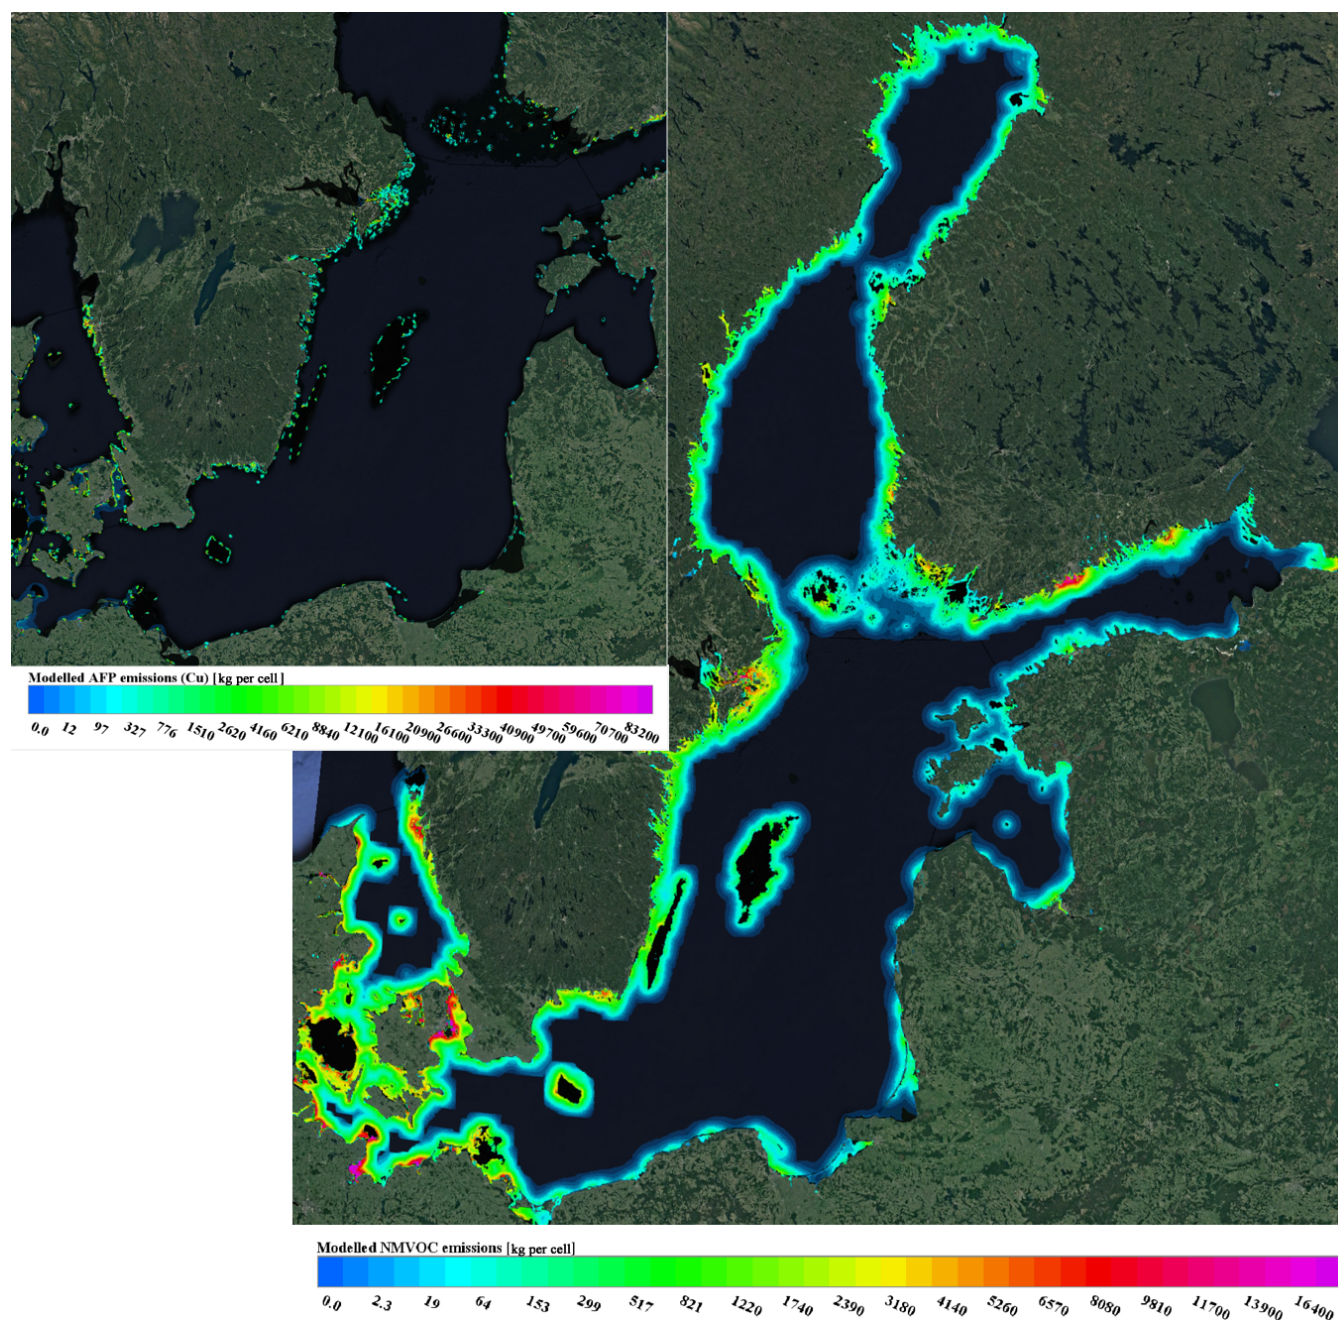 Modelled AFP emissions (Cu) [kg per cell]
0.0 12 97 327 776 1510 2620 4160 6210 8840 12100 16100 20900 26600 33300 40900 49700 59600 70700 83200
Modelled NMVOC emissions [kg per cell]
0.0 2.3 19 64 153 299 517 821 1220 1740 2390 3180 4140 5260 6570 8080 9810 11700 13900 16400